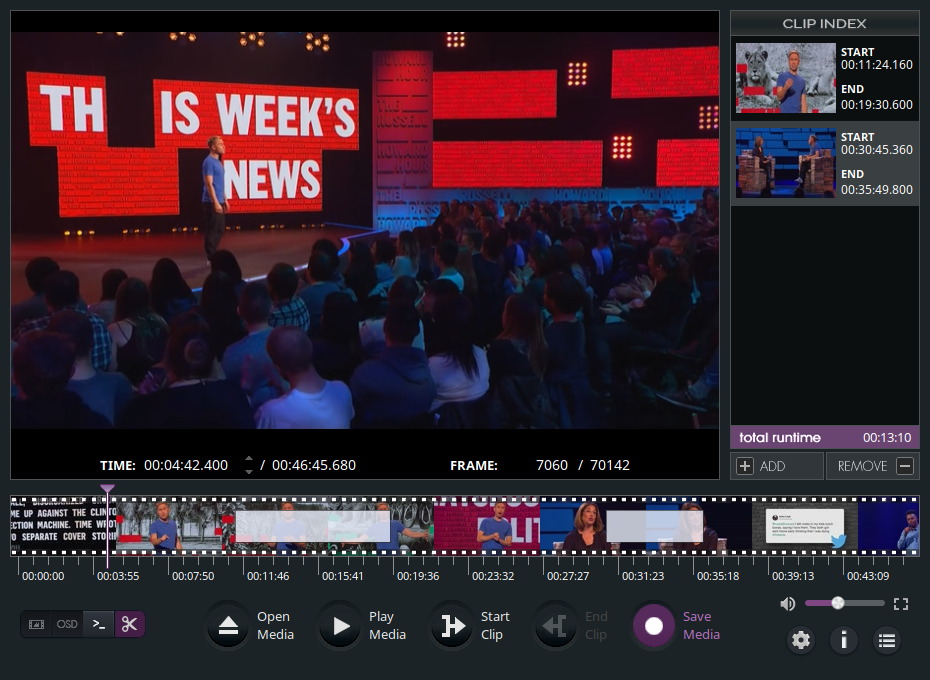 CLIP INDEX
TH IS WEEK'S
NEWS
START
00:11:24.160
END
00:19:30.600
START
00:30:45.360
END
00:35:49.800
total runtime 00:13:10
ADD REMOVE
TIME: 00:04:42.400 / 00:46:45.680 FRAME: 7060 / 70142
ME UP AGAINST THE CLINTO
ECTION MACHINE. TIME WROT
O SEPARATE COVER STORI
00:00:00 00:03:55 00:07:50 00:11:46 00:15:41 00:19:36 00:23:32 00:27:27 00:31:23 00:35:18 00:39:13 00:43:09
OSD >_
Open
Media
Play
Media
Start
Clip
End
Clip
Save
Media